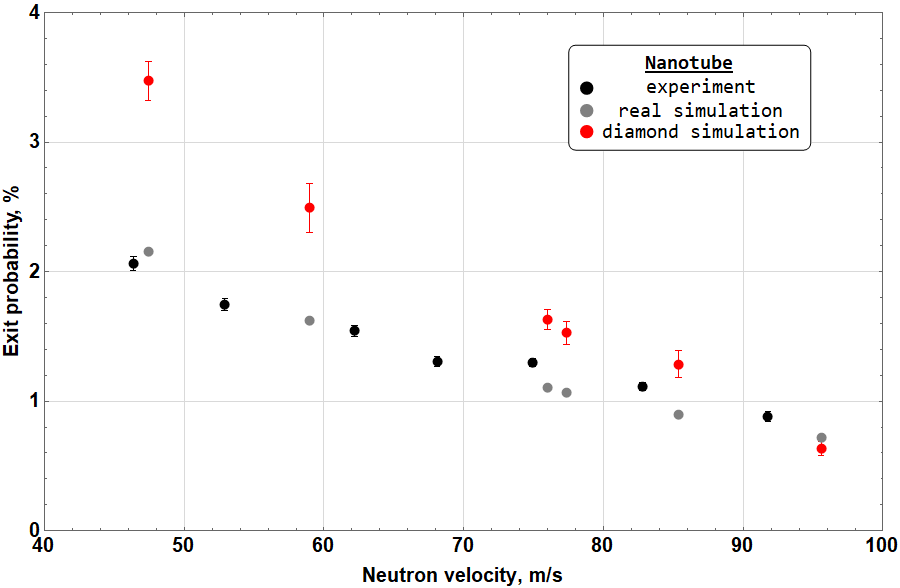 4
3
2
1
0
Exit probability, %
Nanotube
experiment
real simulation
diamond simulation
40 50 60 70 80 90 100
Neutron velocity, m/s